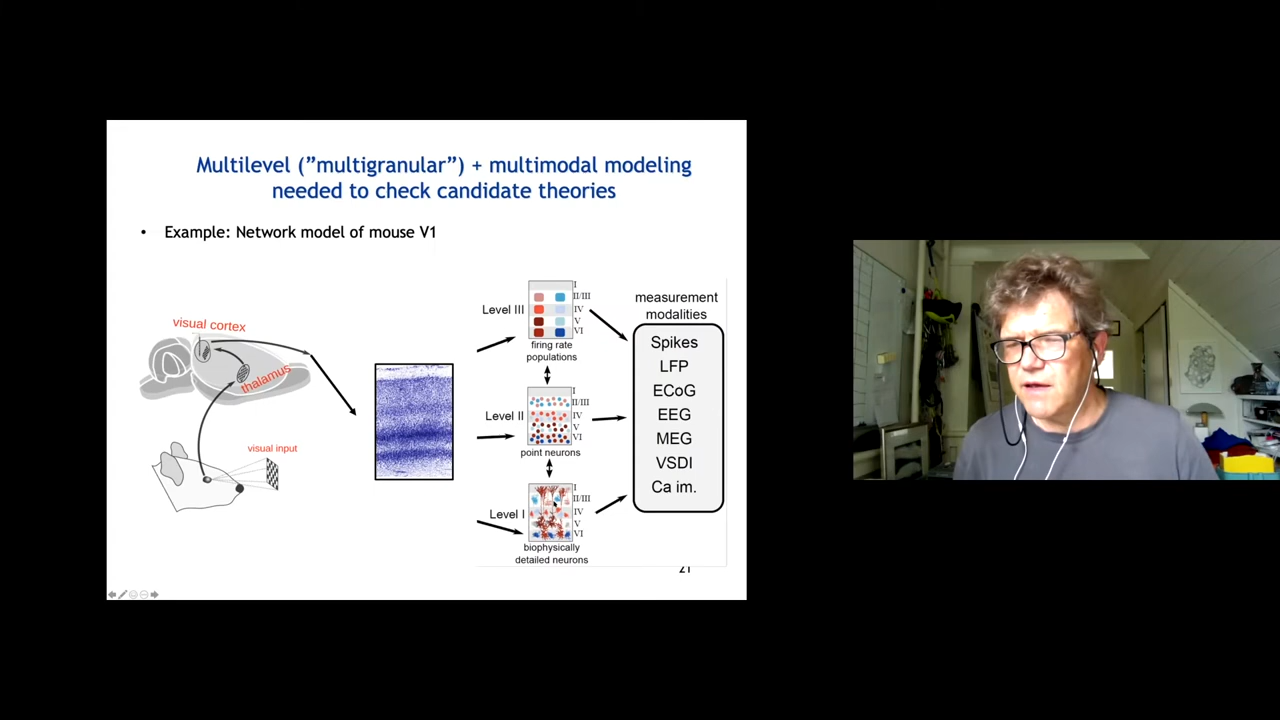 Multilevel (”multigranular”) + multimodal modeling
needed to check candidate theories
• Example: Network model of mouse V1
visual cortex
thalamus
visual input
Level III
I
II/III
IV
V
VI
firing rate
populations
Level II
I
II/III
IV
V
VI
point neurons
Level I
I
II/III
IV
V
VI
biophysically
detailed neurons
measurement
modalities
Spikes
LFP
ECoG
EEG
MEG
VSDI
Ca im.
21